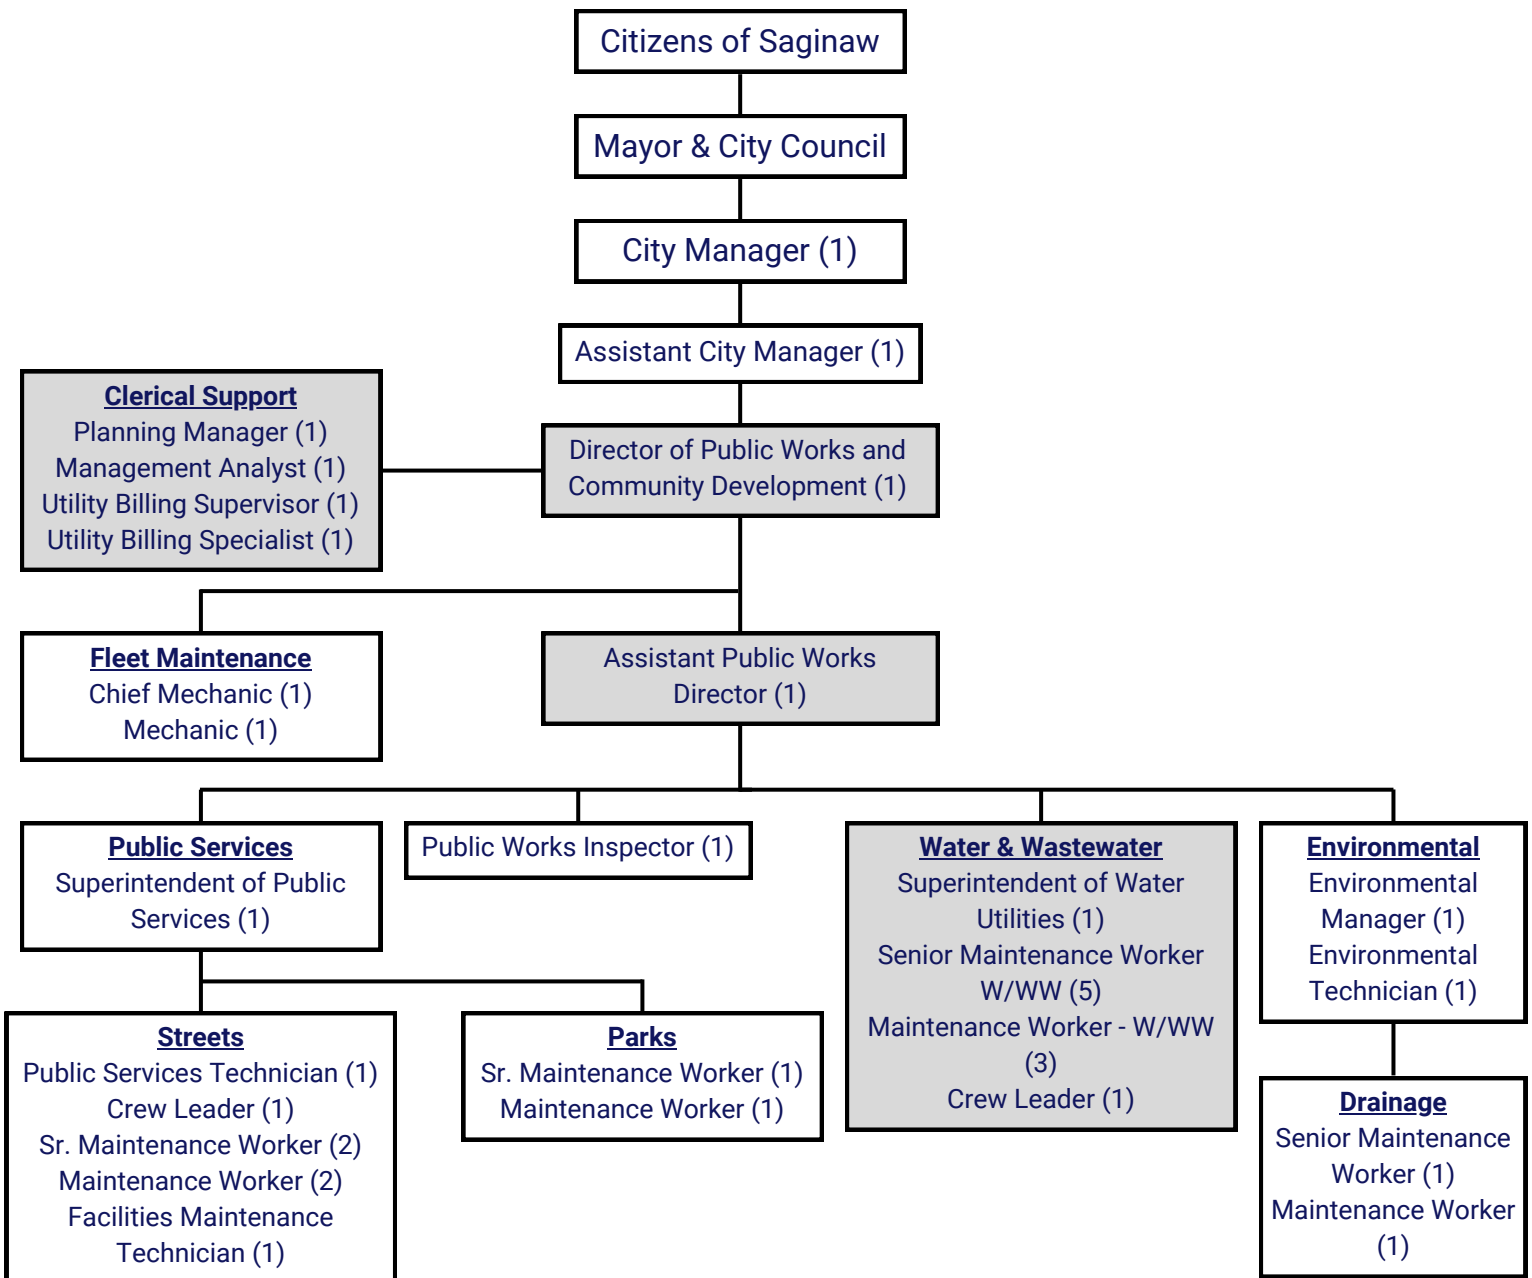 Citizens of Saginaw
Mayor & City Council
City Manager (1)
Assistant City Manager (1)
Clerical Support
Planning Manager (1)
Management Analyst (1)
Utility Billing Supervisor (1)
Utility Billing Specialist (1)
Director of Public Works and
Community Development (1)
Fleet Maintenance
Chief Mechanic (1)
Mechanic (1)
Assistant Public Works
Director (1)
Public Services
Superintendent of Public
Services (1)
Public Works Inspector (1)
Water & Wastewater
Superintendent of Water
Utilities (1)
Senior Maintenance Worker
W/WW (5)
Maintenance Worker - W/WW
(3)
Crew Leader (1)
Environmental
Environmental
Manager (1)
Environmental
Technician (1)
Streets
Public Services Technician (1)
Crew Leader (1)
Sr. Maintenance Worker (2)
Maintenance Worker (2)
Facilities Maintenance
Technician (1)
Parks
Sr. Maintenance Worker (1)
Maintenance Worker (1)
Drainage
Senior Maintenance
Worker (1)
Maintenance Worker
(1)